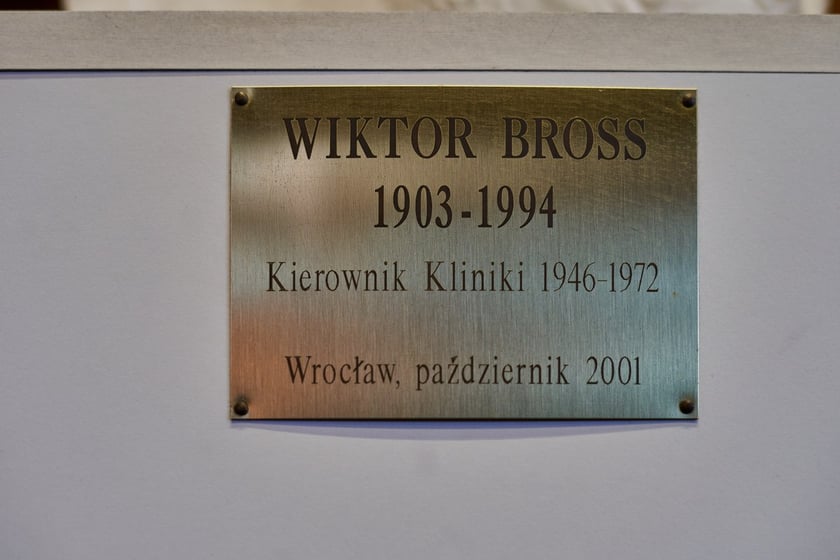 WIKTOR BROSS
1903-1994
Kierownik Kliniki 1946-1972
Wrocław, październik 2001